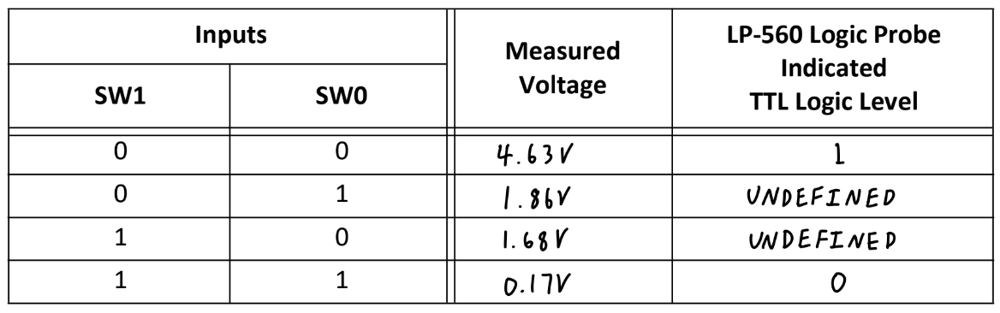 Inputs
Measured
Voltage
LP-560 Logic Probe
Indicated
TTL Logic Level
SW1 SW0
0 0 4.63V 1
0 1 1.86V UNDEFINED
1 0 1.68V UNDEFINED
1 1 0.17V 0